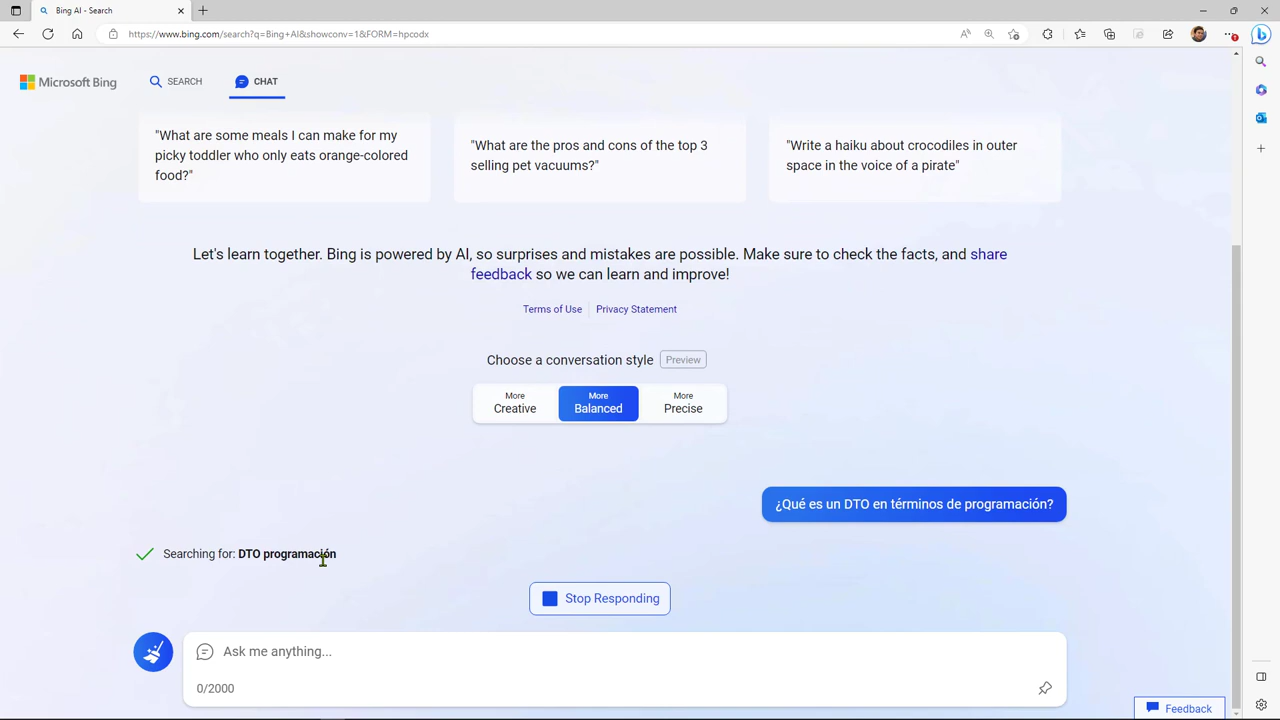 Bing AI - Search
https://www.bing.com/search?q=Bing+AI&showconv=1&FORM=hpcodx
Microsoft Bing
SEARCH
CHAT
"What are some meals I can make for my
picky toddler who only eats orange-colored
food?"
"What are the pros and cons of the top 3
selling pet vacuums?"
"Write a haiku about crocodiles in outer
space in the voice of a pirate"
Let's learn together. Bing is powered by AI, so surprises and mistakes are possible. Make sure to check the facts, and share
feedback so we can learn and improve!
Terms of Use
Privacy Statement
Choose a conversation style Preview
More
Creative
More
Balanced
More
Precise
¿Qué es un DTO en términos de programación?
Searching for: DTO programación
Stop Responding
Ask me anything...
0/2000
Feedback